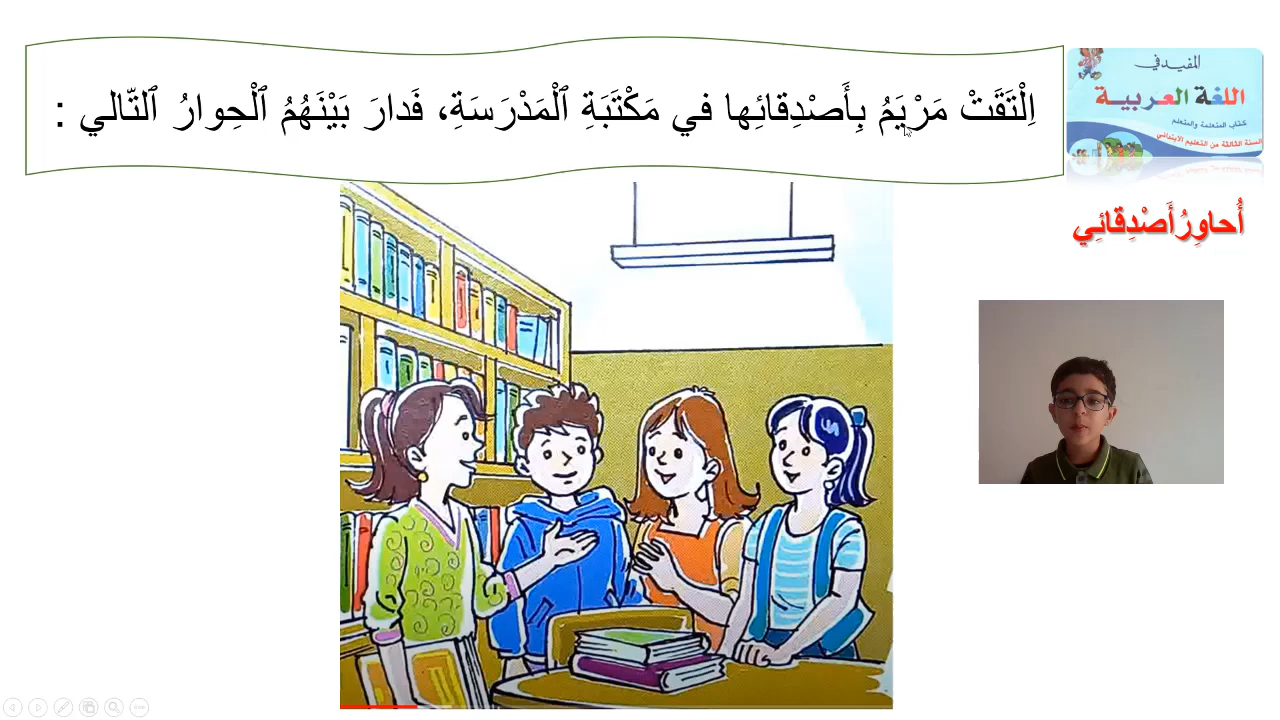 اِلْتَقَتْ مَرْيَمُ بِأَصْدِقائِها في مَكْتَبَةِ ٱلْمَدْرَسَةِ، فَدارَ بَيْنَهُمُ ٱلْحِوارُ ٱلتّالي :
المفيد في
اللغة العربيــة
كتاب المتعلمة والمتعلم
السنة الثالثة من التعليم الابتدائي
أُحاوِرُ أَصْدِقائِي